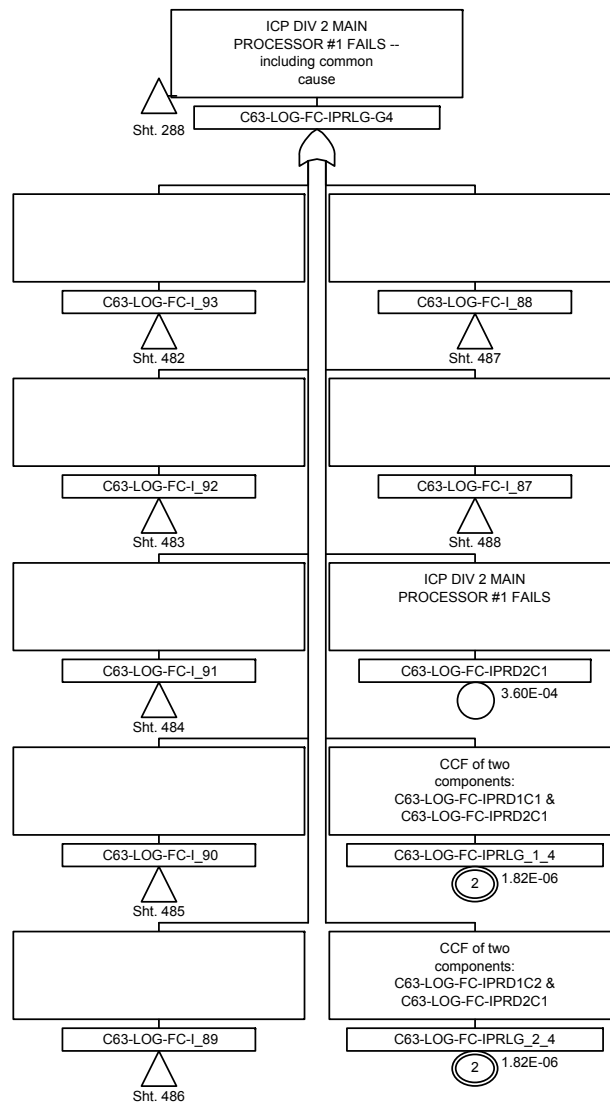 ICP DIV 2 MAIN
PROCESSOR #1 FAILS --
including common
cause
Sht. 288
C63-LOG-FC-IPRLG-G4
C63-LOG-FC-I_93
Sht. 482
C63-LOG-FC-I_88
Sht. 487
C63-LOG-FC-I_92
Sht. 483
C63-LOG-FC-I_87
Sht. 488
C63-LOG-FC-I_91
Sht. 484
ICP DIV 2 MAIN
PROCESSOR #1 FAILS
C63-LOG-FC-IPRD2C1
3.60E-04
C63-LOG-FC-I_90
Sht. 485
CCF of two
components:
C63-LOG-FC-IPRD1C1 &
C63-LOG-FC-IPRD2C1
C63-LOG-FC-IPRLG_1_4
2
1.82E-06
C63-LOG-FC-I_89
Sht. 486
CCF of two
components:
C63-LOG-FC-IPRD1C2 &
C63-LOG-FC-IPRD2C1
C63-LOG-FC-IPRLG_2_4
2
1.82E-06